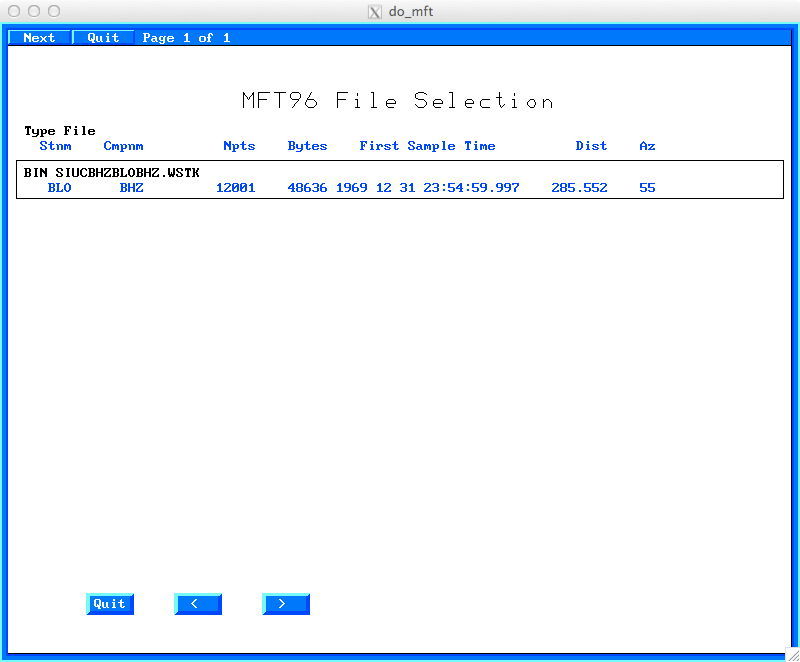 do_mft
Next Quit Page 1 of 1
MFT96 File Selection
Type File
Stnm Cmpnm Npts Bytes First Sample Time Dist Az
BIN SIUCBHZBLOBHZ.WSTK
BLO BHZ 12001 48636 1969 12 31 23:54:59.997 285.552 55
Quit < >